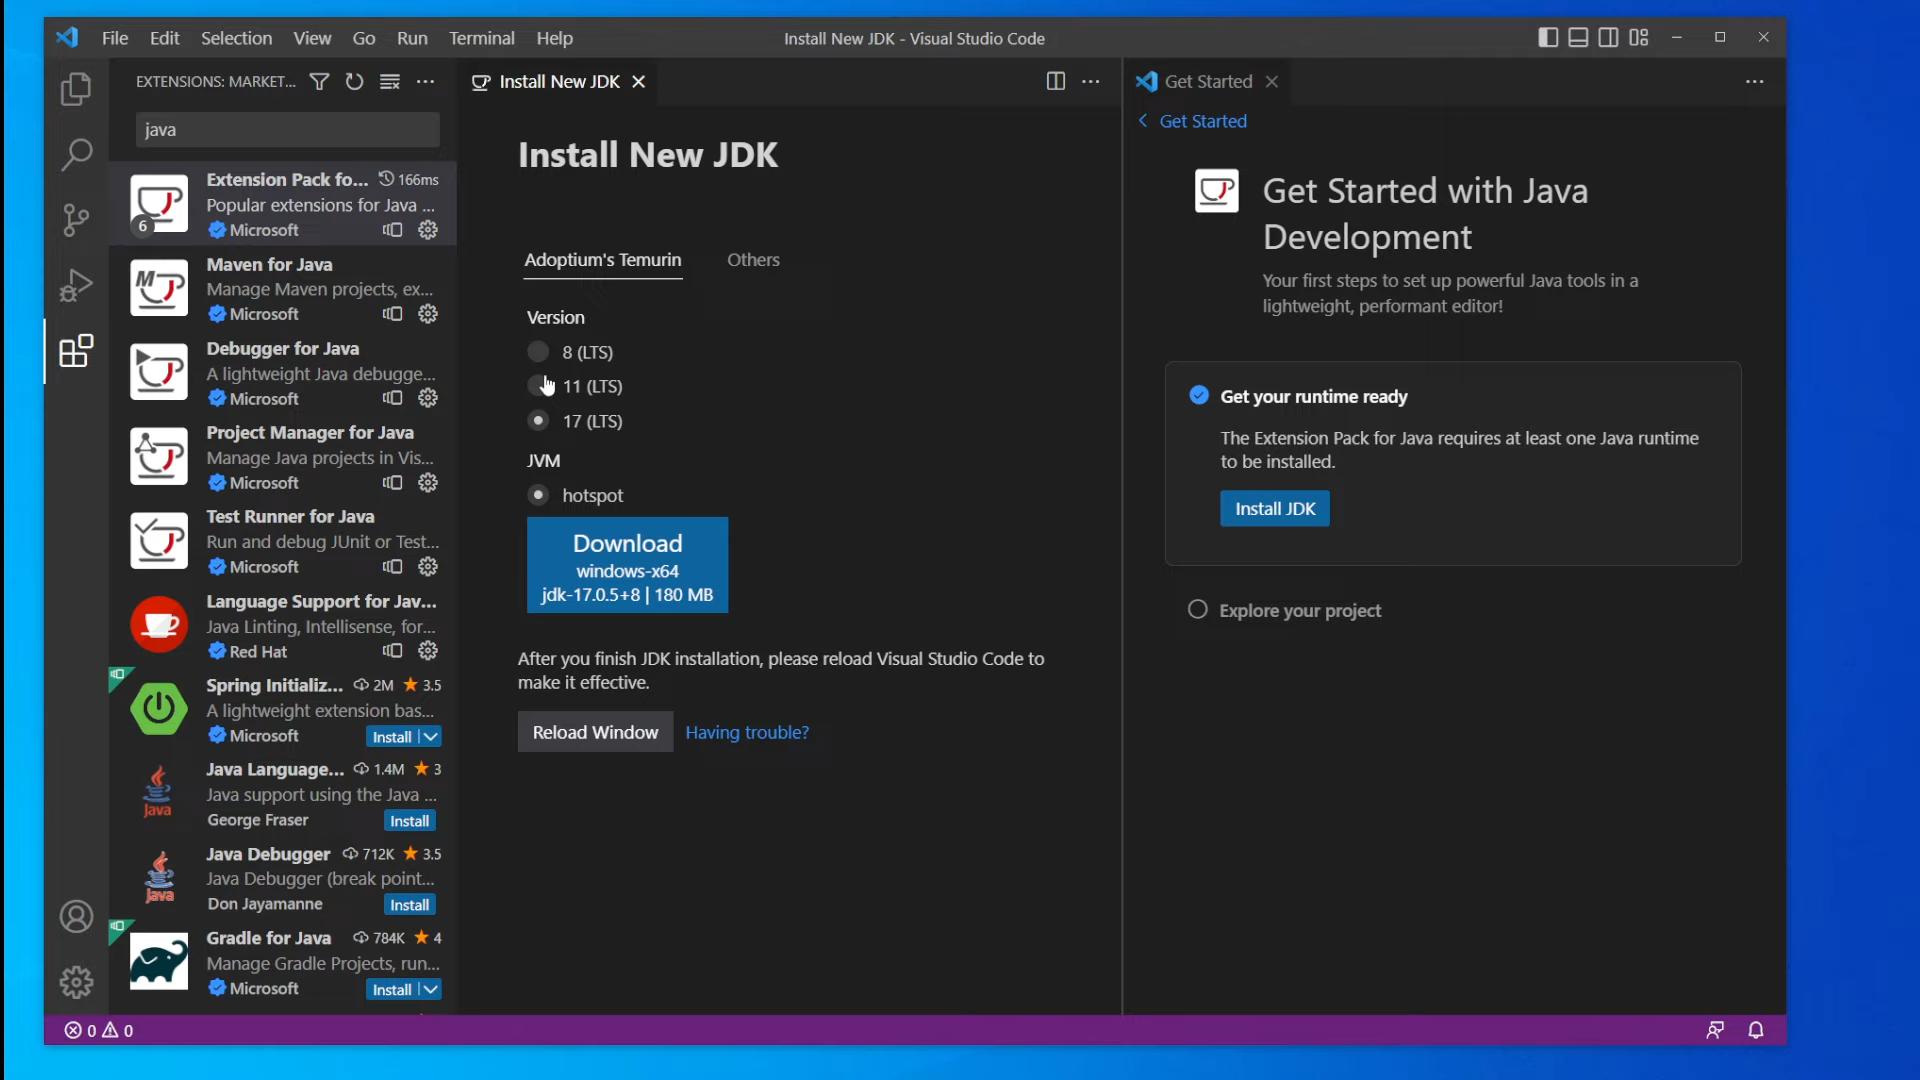 File Edit Selection View Go Run Terminal Help
Install New JDK - Visual Studio Code
EXTENSIONS: MARKET...
java
Extension Pack fo... 166ms
Popular extensions for Java ...
6
Microsoft
Maven for Java
Manage Maven projects, ex...
Microsoft
Debugger for Java
A lightweight Java debugge...
Microsoft
Project Manager for Java
Manage Java projects in Vis...
Microsoft
Test Runner for Java
Run and debug JUnit or Test...
Microsoft
Language Support for Jav...
Java Linting, Intellisense, for...
Red Hat
Spring Initializ... 2M 3.5
A lightweight extension bas...
Microsoft Install
Java Language... 1.4M 3
Java support using the Java ...
George Fraser Install
Java
Java Debugger 712K 3.5
Java Debugger (break point...
Don Jayamanne Install
Java
Gradle for Java 784K 4
Manage Gradle Projects, run...
Microsoft Install
Install New JDK
Install New JDK
Adoptium's Temurin Others
Version
8 (LTS)
11 (LTS)
17 (LTS)
JVM
hotspot
Download
windows-x64
jdk-17.0.5+8 | 180 MB
After you finish JDK installation, please reload Visual Studio Code to
make it effective.
Reload Window Having trouble?
Get Started
Get Started
Get Started with Java
Development
Your first steps to set up powerful Java tools in a
lightweight, performant editor!
Get your runtime ready
The Extension Pack for Java requires at least one Java runtime
to be installed.
Install JDK
Explore your project
0 0